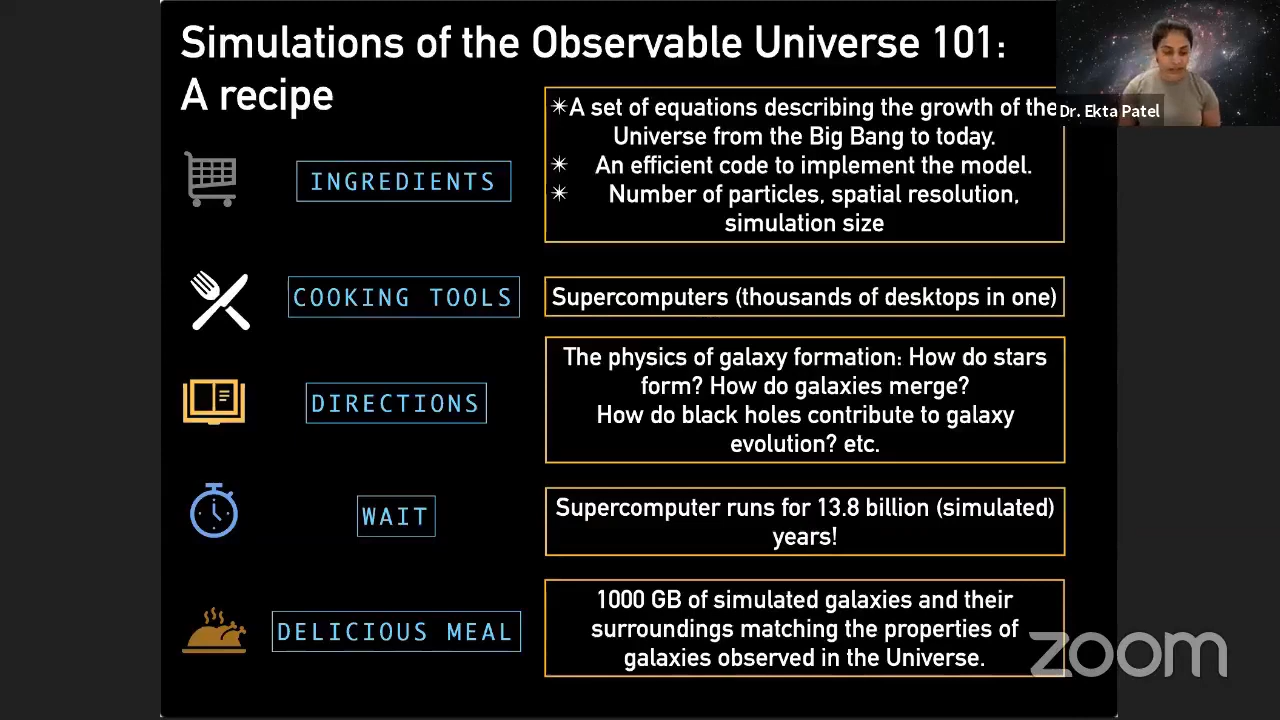 Simulations of the Observable Universe 101:
A recipe
Dr. Ekta Patel
INGREDIENTS
✴A set of equations describing the growth of the
Universe from the Big Bang to today.
✴ An efficient code to implement the model.
✴ Number of particles, spatial resolution,
simulation size
COOKING TOOLS
Supercomputers (thousands of desktops in one)
DIRECTIONS
The physics of galaxy formation: How do stars
form? How do galaxies merge?
How do black holes contribute to galaxy
evolution? etc.
WAIT
Supercomputer runs for 13.8 billion (simulated)
years!
DELICIOUS MEAL
1000 GB of simulated galaxies and their
surroundings matching the properties of
galaxies observed in the Universe.
zoom